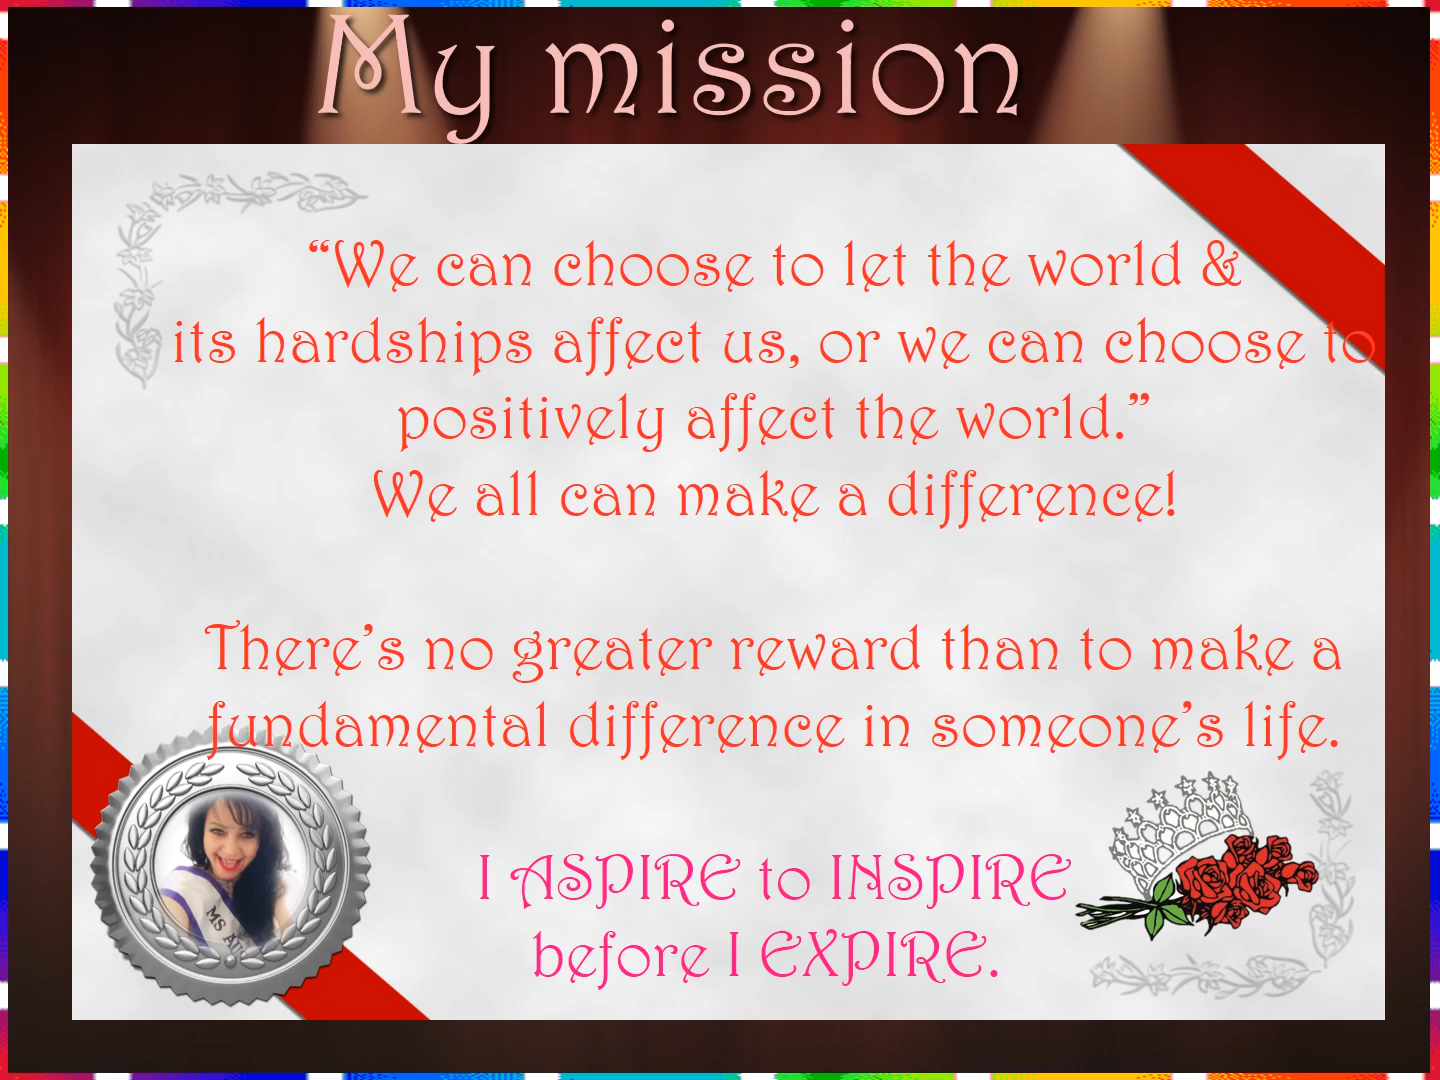 My mission
“We can choose to let the world &
its hardships affect us, or we can choose to
positively affect the world.”
We all can make a difference!
There’s no greater reward than to make a
fundamental difference in someone’s life.
I ASPIRE to INSPIRE
before I EXPIRE.
MS